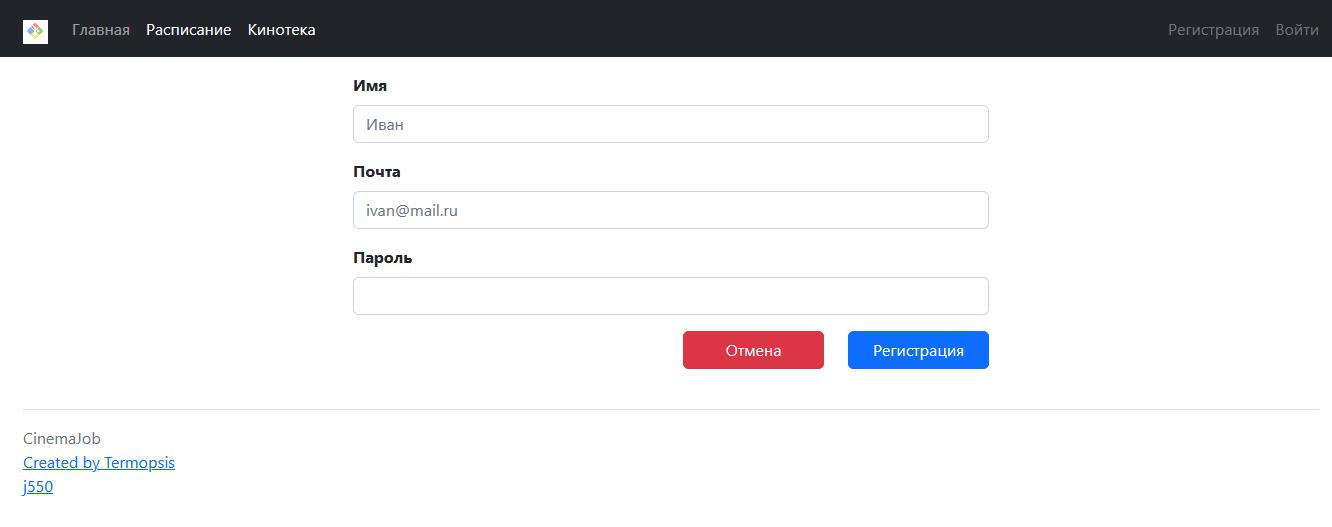 Главная Расписание Кинотека Регистрация Войти
Имя
Иван
Почта
ivan@mail.ru
Пароль
Отмена Регистрация
CinemaJob
Created by Termopsis
j550